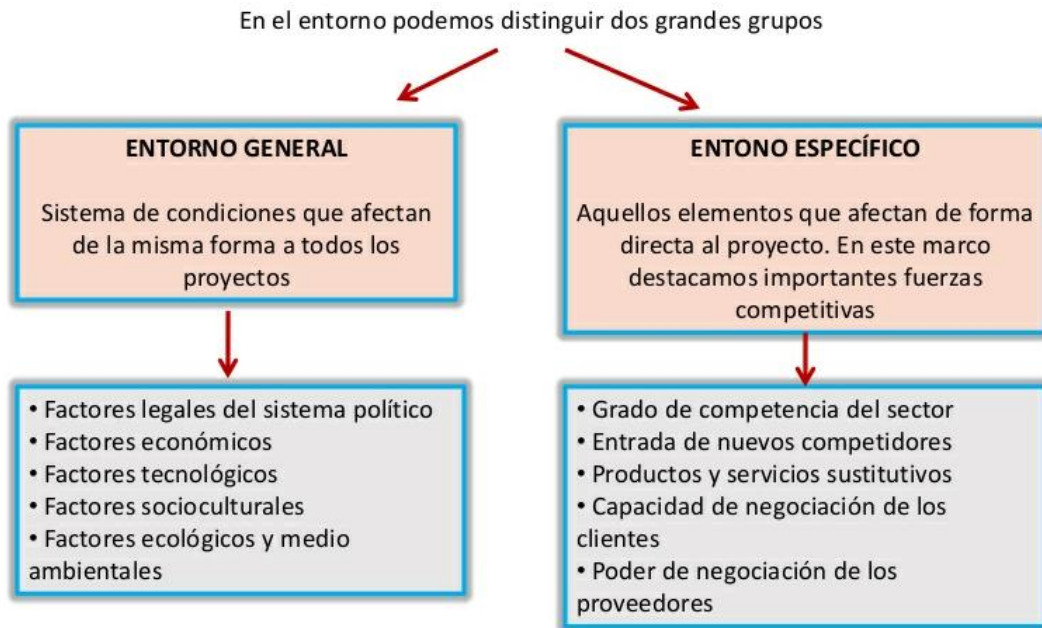 En el entorno podemos distinguir dos grandes grupos
ENTORNO GENERAL
Sistema de condiciones que afectan
de la misma forma a todos los
proyectos
• Factores legales del sistema político
• Factores económicos
• Factores tecnológicos
• Factores socioculturales
• Factores ecológicos y medio
ambientales
ENTONO ESPECÍFICO
Aquellos elementos que afectan de forma
directa al proyecto. En este marco
destacamos importantes fuerzas
competitivas
• Grado de competencia del sector
• Entrada de nuevos competidores
• Productos y servicios sustitutivos
• Capacidad de negociación de los
clientes
• Poder de negociación de los
proveedores